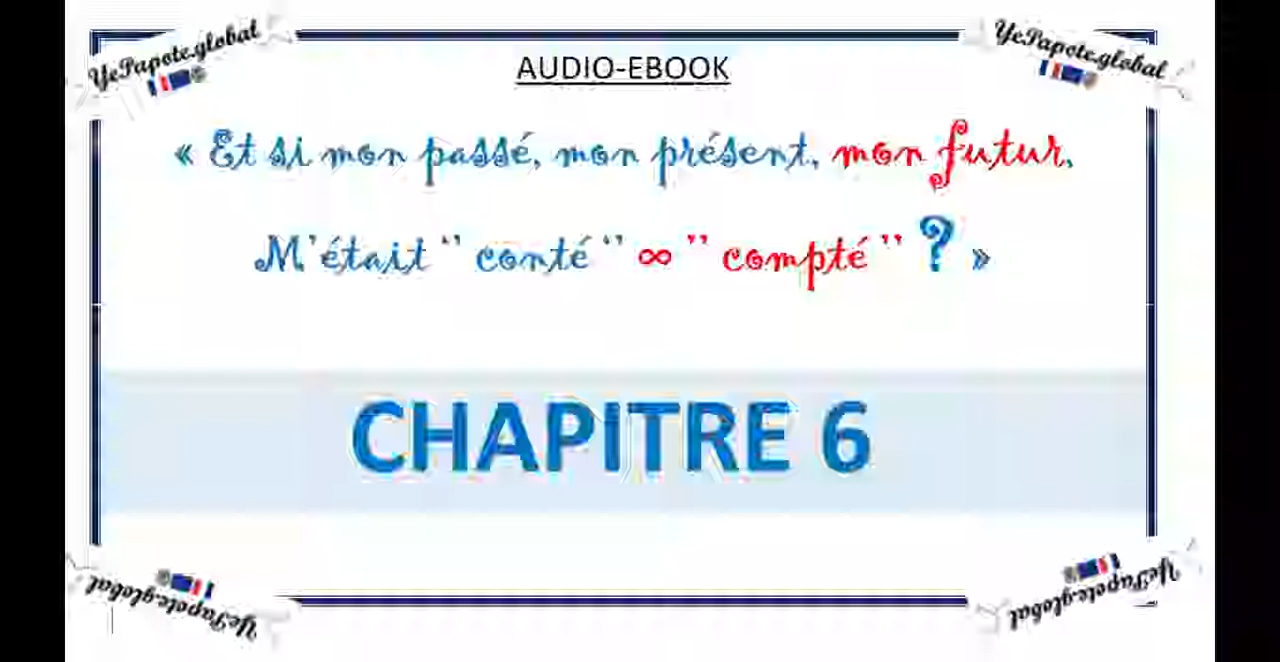 YePapote.global
YePapote.global
AUDIO-EBOOK
« Et si mon passé, mon présent, mon futur,
M'était '' conté '' ∞ '' compté '' ? »
CHAPITRE 6
YePapote.global
YePapote.global